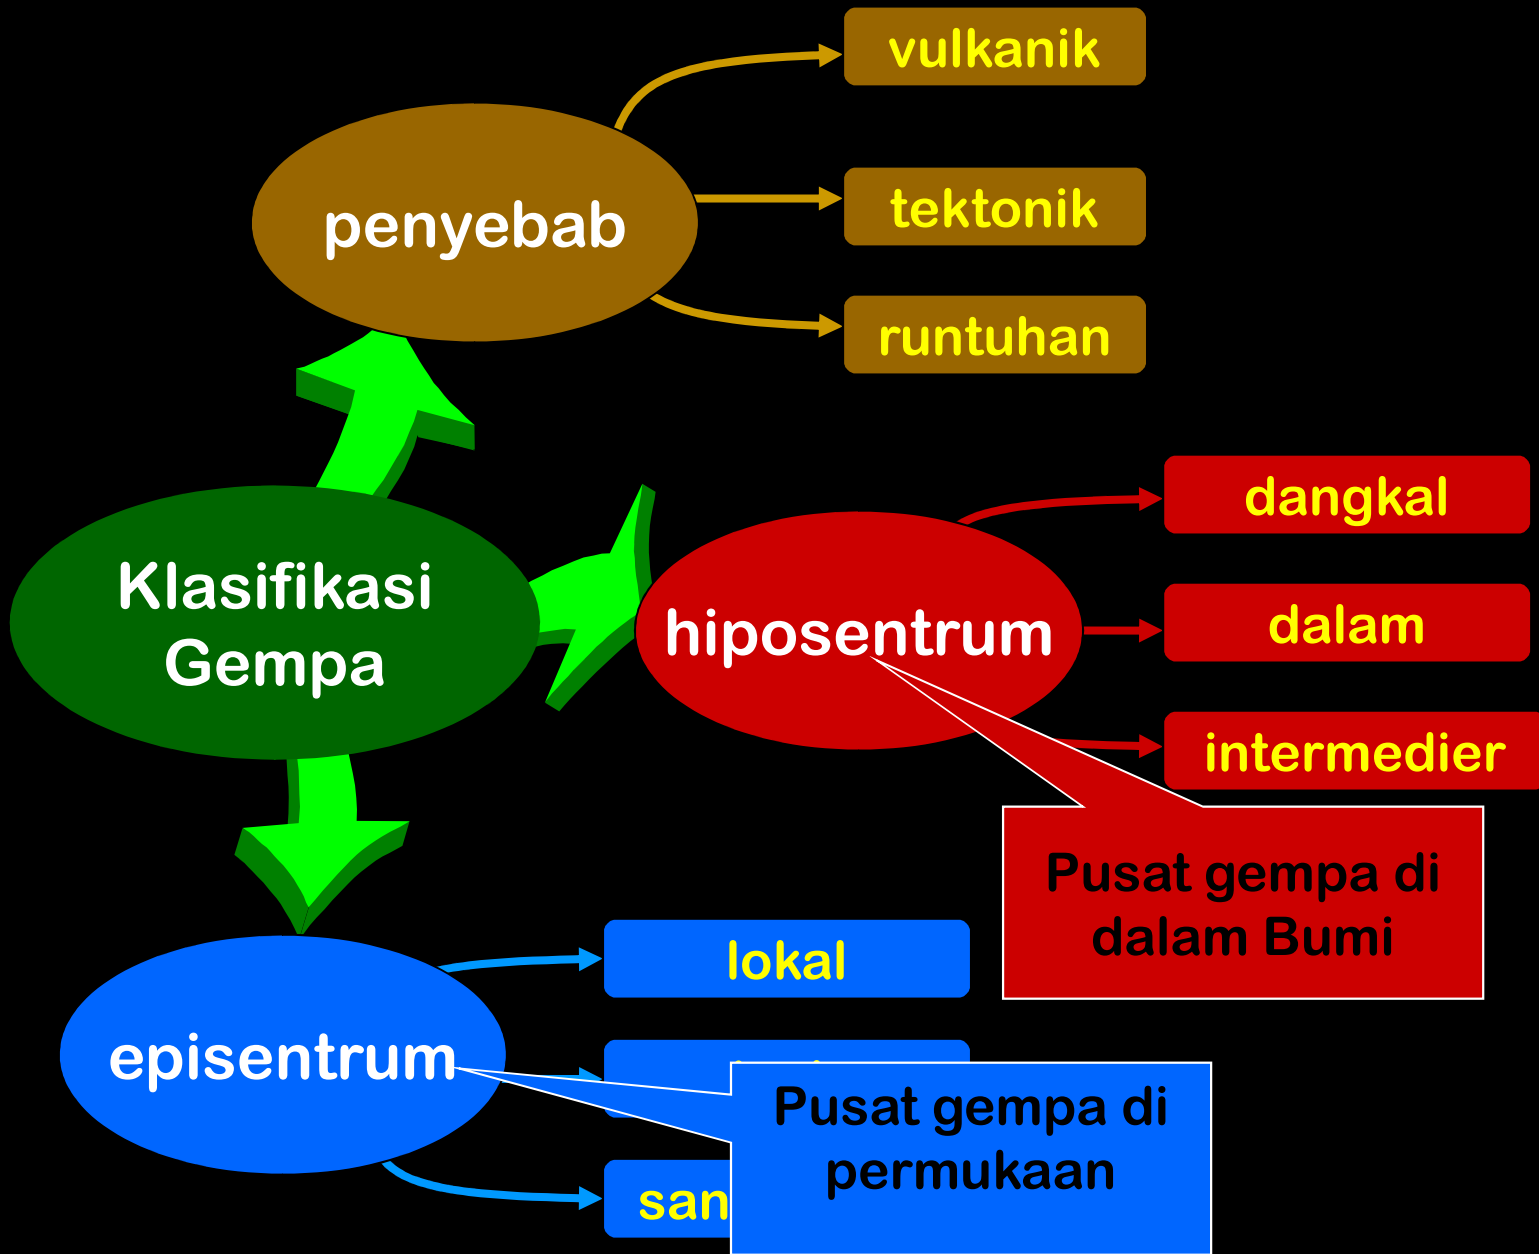 vulkanik
penyebab
tektonik
runtuhan
Klasifikasi
Gempa
hiposentrum
dangkal
dalam
intermedier
Pusat gempa di
dalam Bumi
episentrum
lokal
Pusat gempa di
permukaan